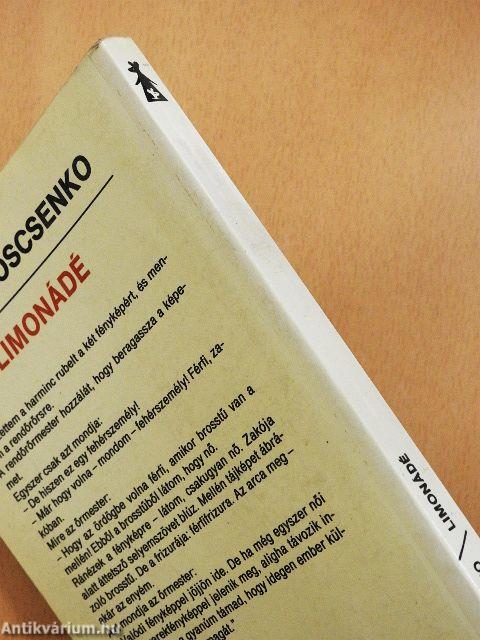 OSCSENKO
LIMONÁDÉ
ettem a harminc rubelt a két fényképért, és men-
a rendőrőrsre.
A rendőrőrmester hozzálát, hogy beragassza a képe-
met.
Egyszer csak azt mondja:
– De hiszen ez egy fehérszemély!
– Már hogy volna – mondom – fehérszemély! Férfi, za-
kóban.
Mire az őrmester:
– Hogy az ördögbe volna férfi, amikor brosstű van a
mellén! Ebből a brosstűből látom, hogy nő.
Ránézek a fényképre – látom, csakugyan nő. Zakója
alatt áttetsző selyemszövet blúz. Mellén tájképet ábrá-
zoló brosstű. De a frizurája: férfifrizura. Az arca meg –
akár az enyém.
mondja az őrmester:
fényképpel jöjjön ide. De ha még egyszer női
fényképpel jelenik meg, aligha távozik in-
gyanúm támad, hogy idegen ember kül-
magát."
LIMONÁDÉ
Antikvárium.hu